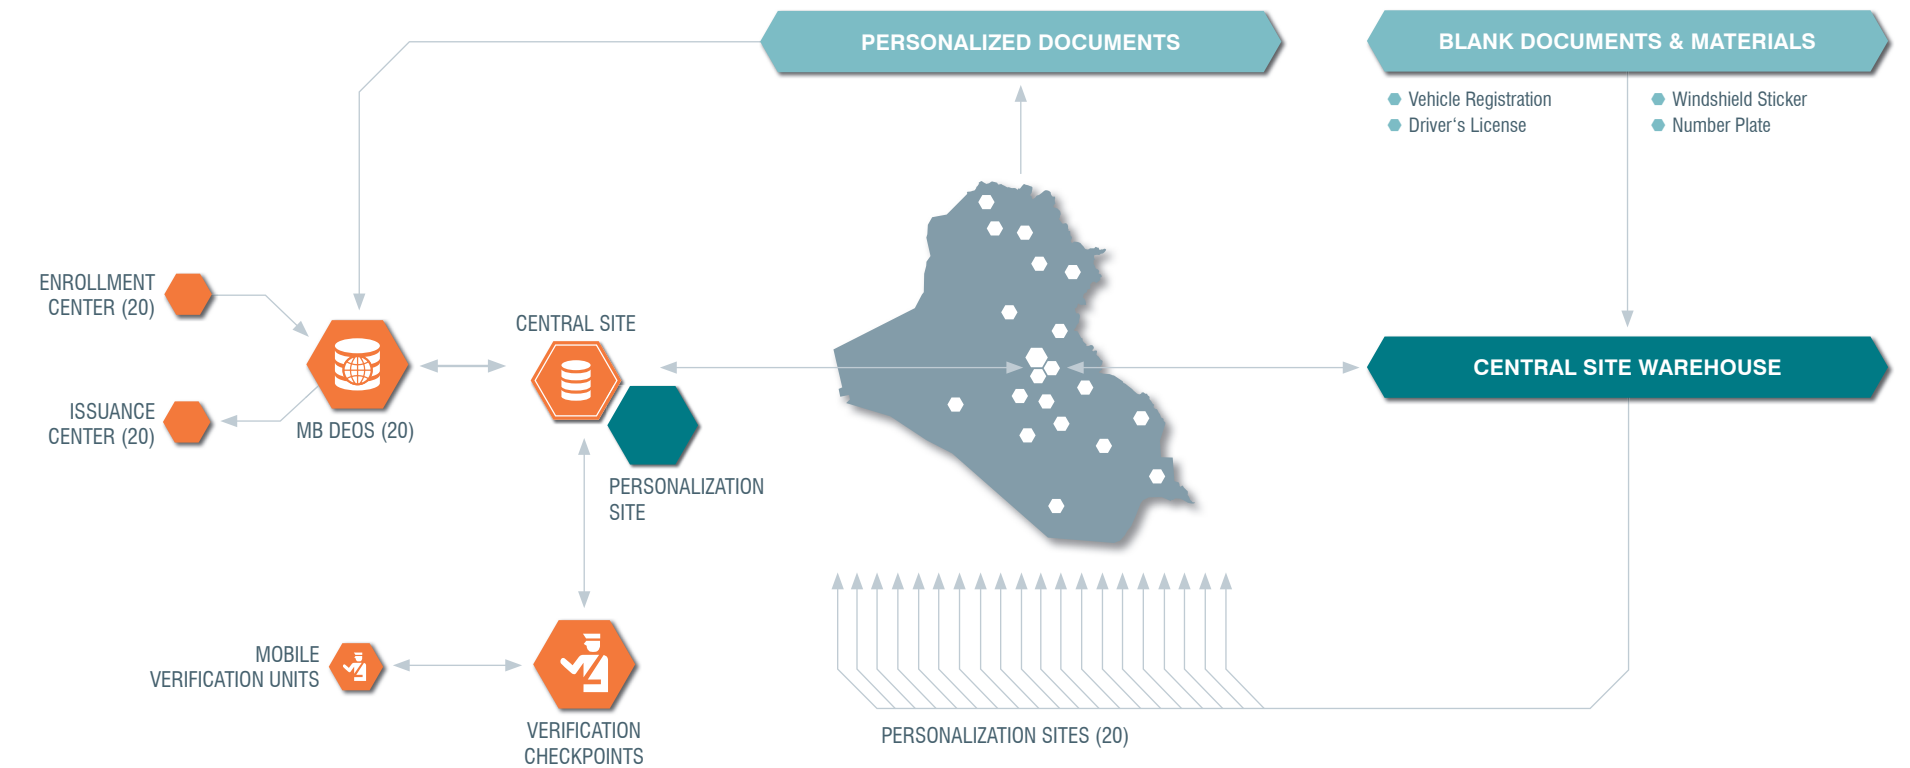 PERSONALIZED DOCUMENTS
BLANK DOCUMENTS & MATERIALS
Vehicle Registration
Driver‘s License
Windshield Sticker
Number Plate
ENROLLMENT
CENTER (20)
ISSUANCE
CENTER (20)
MB DEOS (20)
CENTRAL SITE
PERSONALIZATION
SITE
CENTRAL SITE WAREHOUSE
MOBILE
VERIFICATION UNITS
VERIFICATION
CHECKPOINTS
PERSONALIZATION SITES (20)